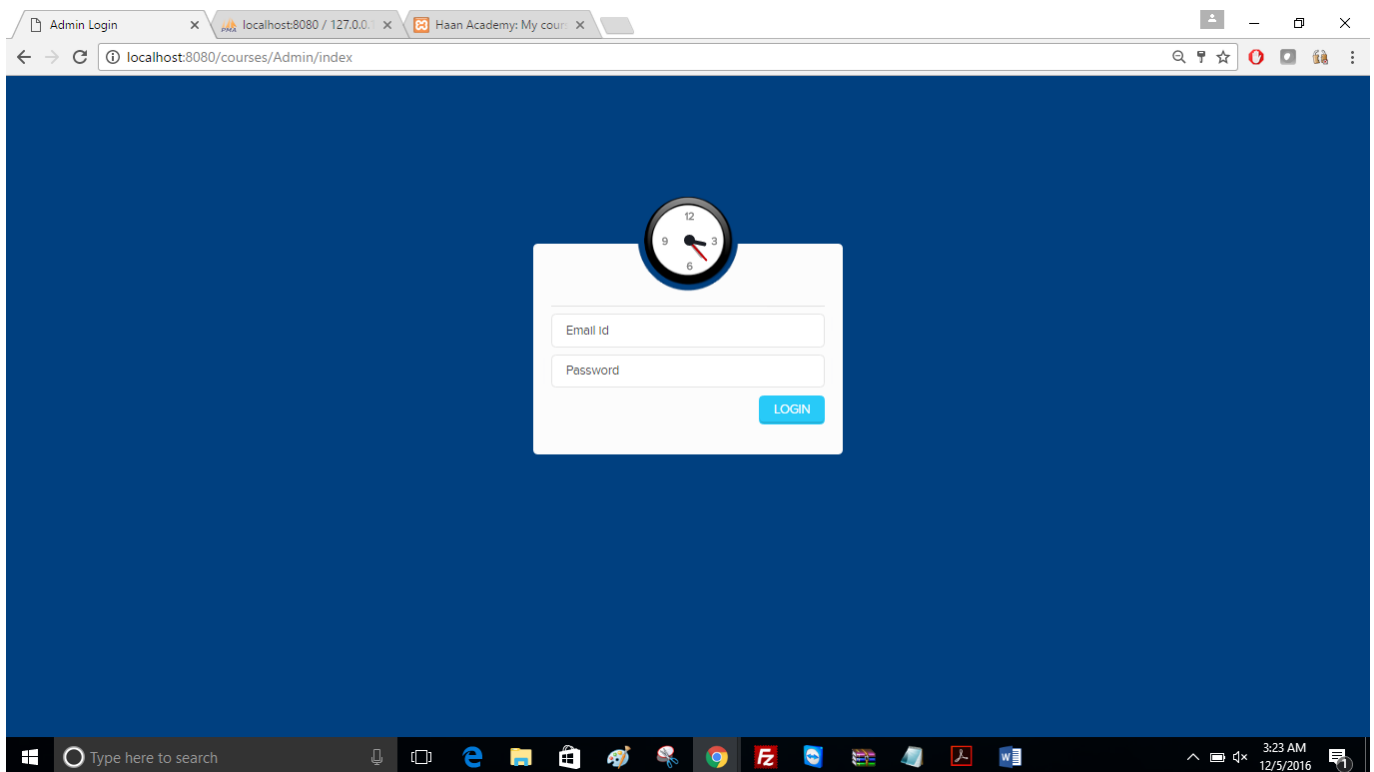 Admin Login
localhost:8080 / 127.0.0.1
Haan Academy: My cour
localhost:8080/courses/Admin/index
12
9 3
6
Email Id
Password
LOGIN
Type here to search
3:23 AM
12/5/2016